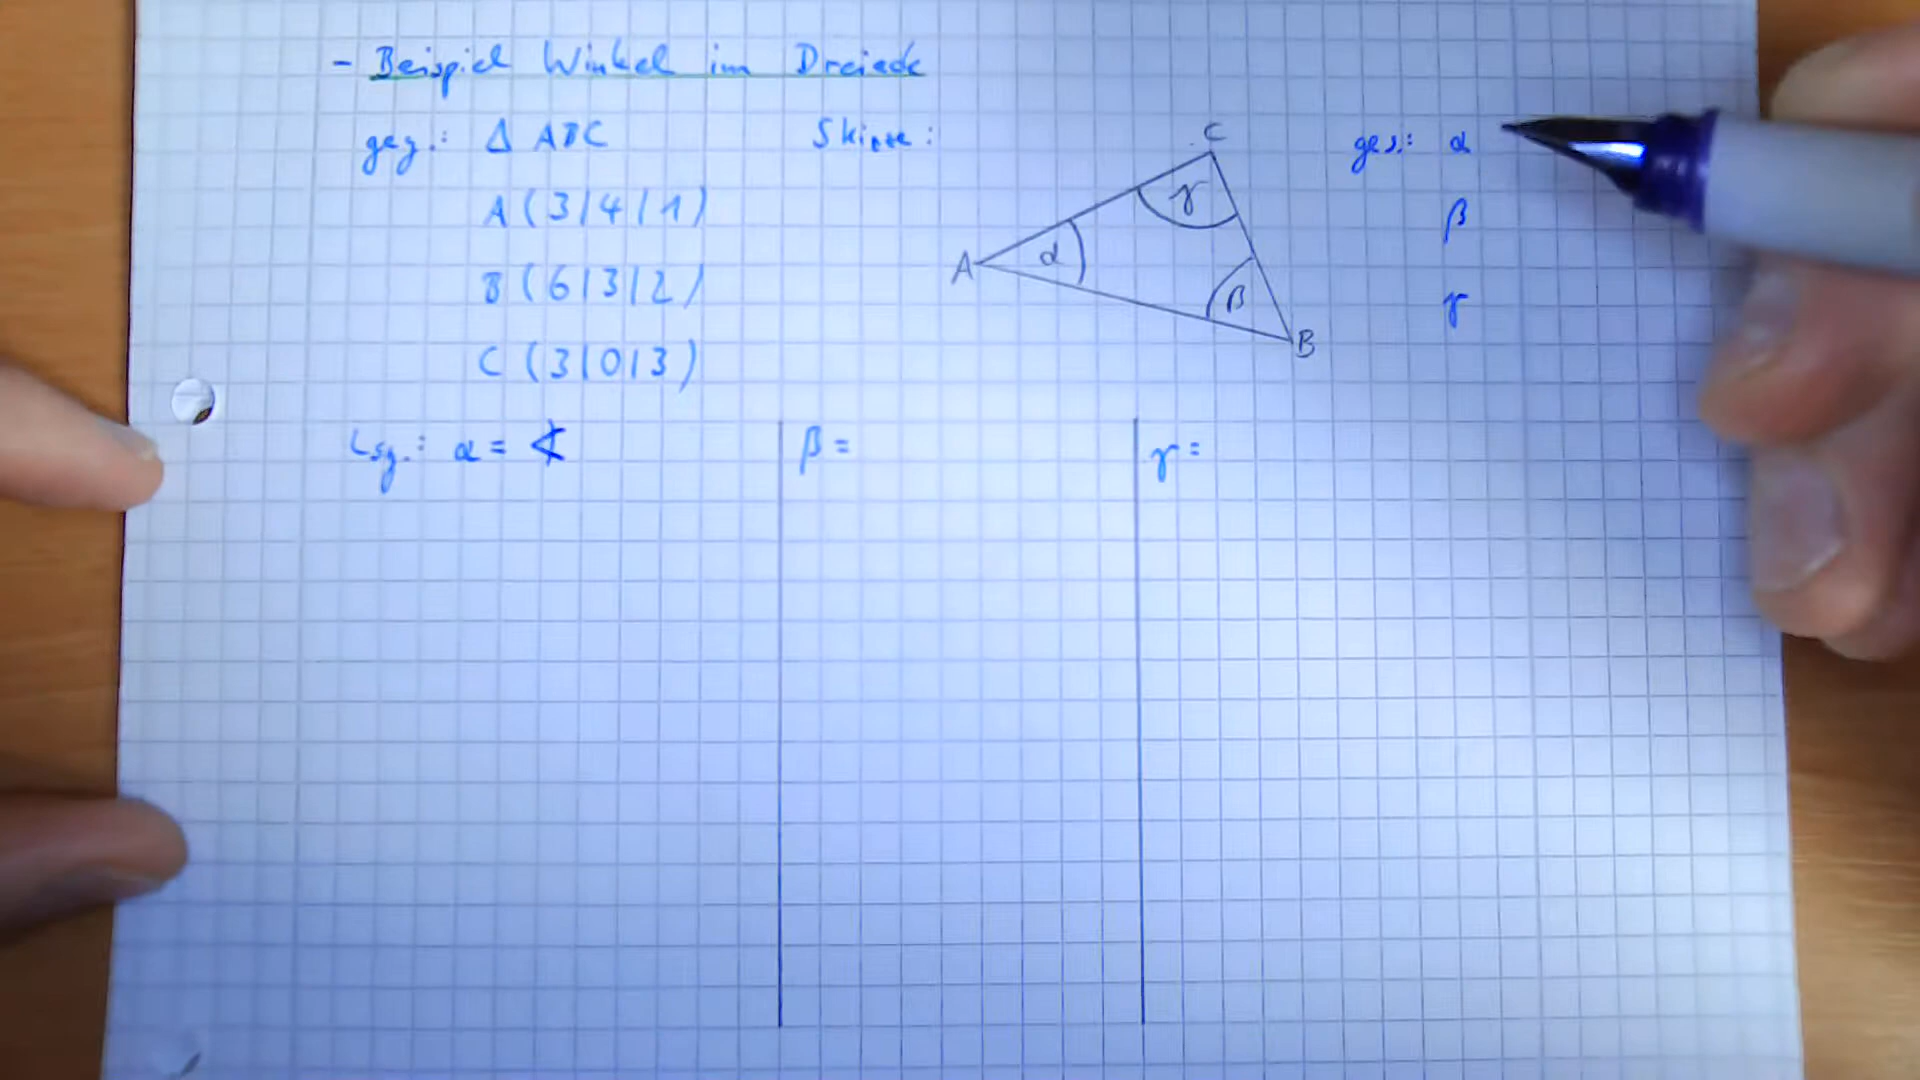 - Beispiel Winkel im Dreieck
geg.: Δ ABC
A (3|4|1)
B (6|3|2)
C (3|0|3)
Skizze:
C
γ
A α
β
B
ges.: α
β
γ
Lsg.: α = ∢
β =
γ =